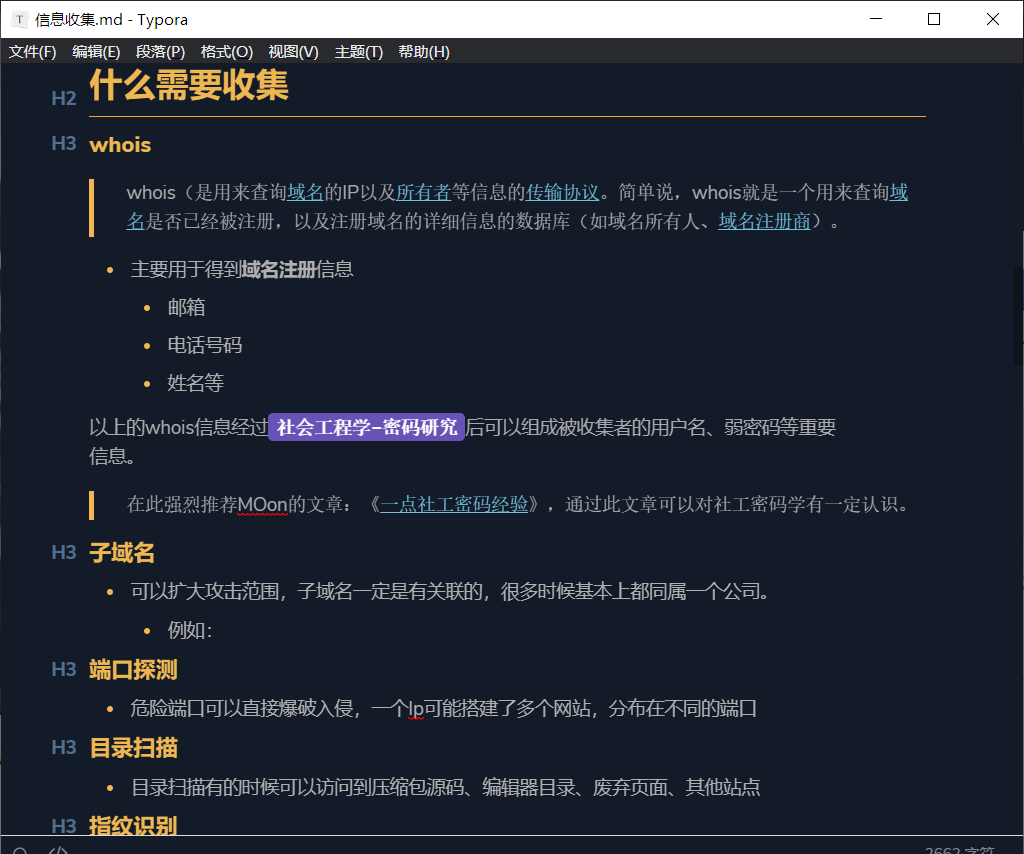 信息收集.md - Typora
文件(F) 编辑(E) 段落(P) 格式(O) 视图(V) 主题(T) 帮助(H)
H2 什么需要收集
H3 whois
whois（是用来查询域名的IP以及所有者等信息的传输协议。简单说，whois就是一个用来查询域
名是否已经被注册，以及注册域名的详细信息的数据库（如域名所有人、域名注册商）。
主要用于得到域名注册信息
邮箱
电话号码
姓名等
以上的whois信息经过 社会工程学-密码研究 后可以组成被收集者的用户名、弱密码等重要
信息。
在此强烈推荐MOon的文章：《一点社工密码经验》，通过此文章可以对社工密码学有一定认识。
H3 子域名
可以扩大攻击范围，子域名一定是有关联的，很多时候基本上都同属一个公司。
例如：
H3 端口探测
危险端口可以直接爆破入侵，一个Ip可能搭建了多个网站，分布在不同的端口
H3 目录扫描
目录扫描有的时候可以访问到压缩包源码、编辑器目录、废弃页面、其他站点
H3 指纹识别
2662 字符